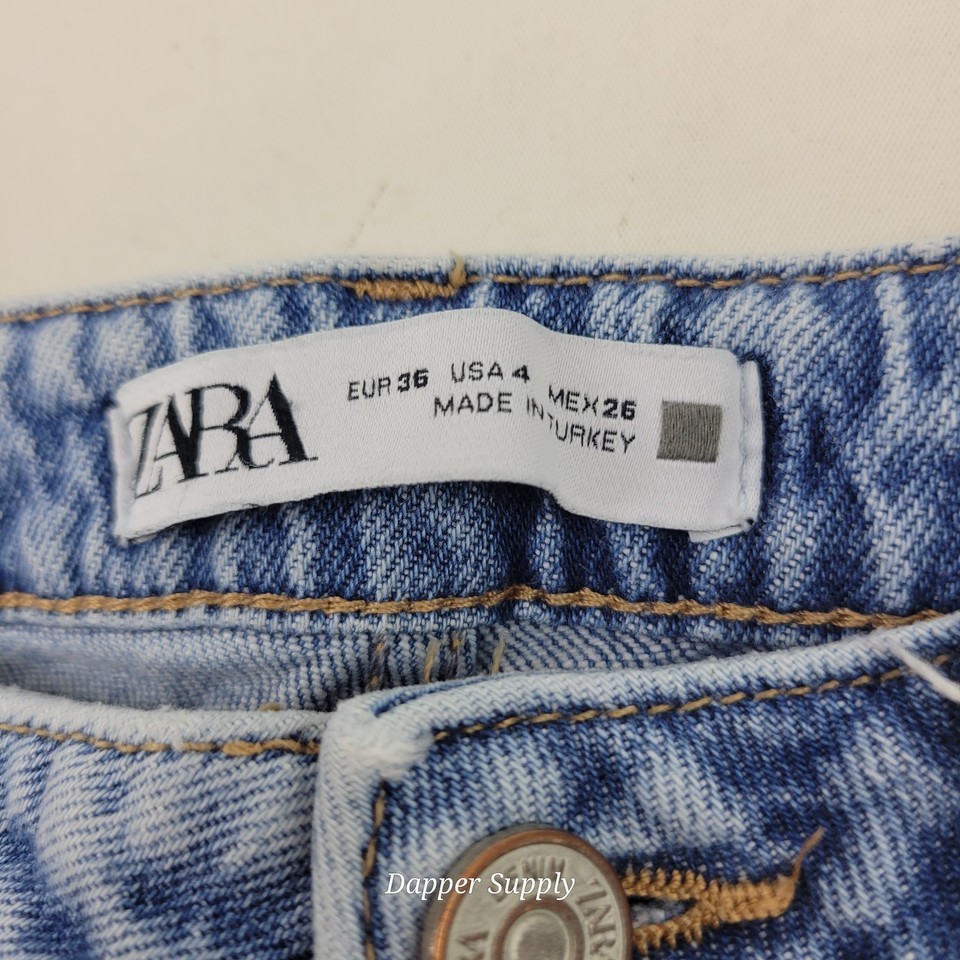 ZARA
EUR 36 USA 4 MEX 26
MADE IN TURKEY
Dapper Supply